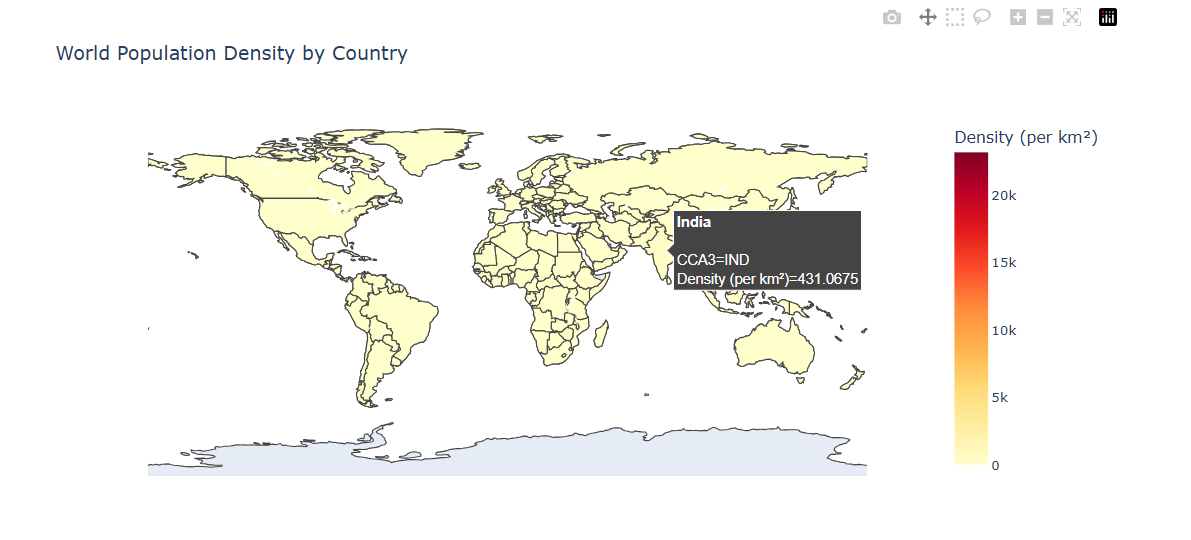 World Population Density by Country
Density (per km²)
20k
15k
10k
5k
0
India
CCA3=IND
Density (per km²)=431.0675